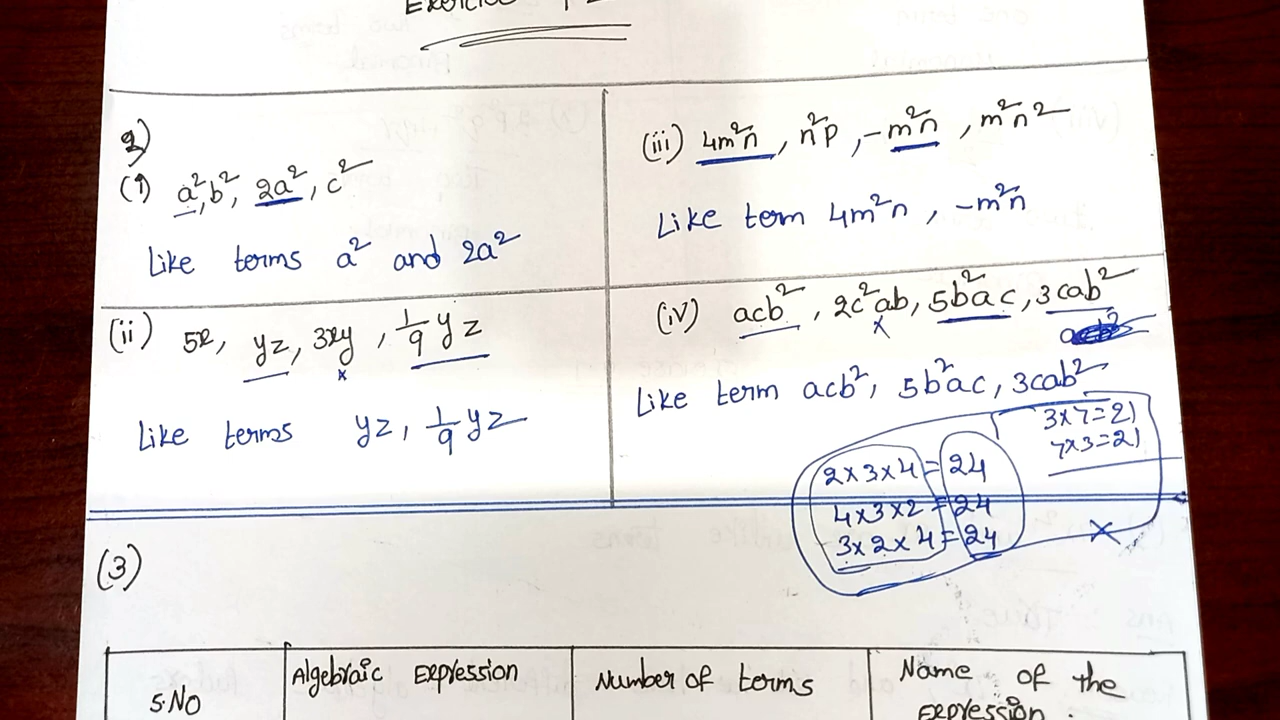 Exercise
2)
(i) a², b², 2a², c²
Like terms a² and 2a²
(ii) 5x, yz, 3xy, 1/9 yz
x
Like terms yz, 1/9 yz
(iii) 4m²n, n²p, -m²n, m²n²
Like term 4m²n, -m²n
(iv) acb², 2c²ab, 5b²ac, 3cab²
x
Like term acb², 5b²ac, 3cab²
3x7=21
7x3=21
2x3x4=24
4x3x2=24
3x2x4=24
x
(3)
S.NO
Algebraic Expression
Number of terms
Name of the
expression